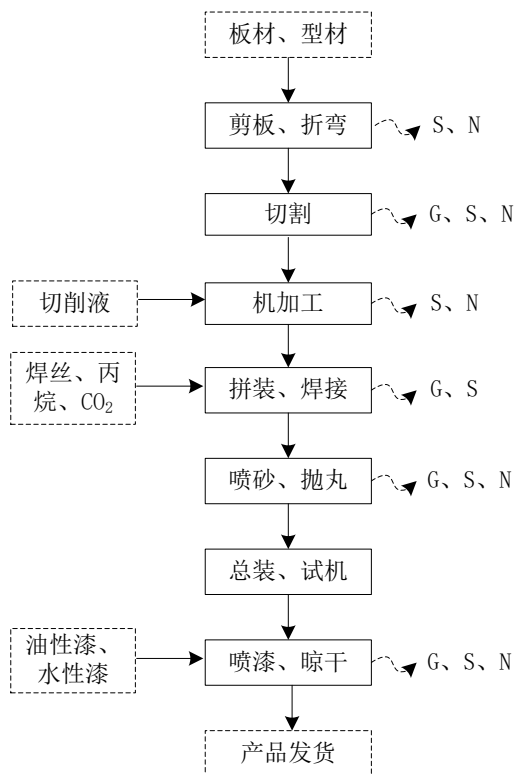 板材、型材
剪板、折弯
S、N
切割
G、S、N
切削液
机加工
S、N
焊丝、丙
烷、CO₂
拼装、焊接
G、S
喷砂、抛丸
G、S、N
总装、试机
油性漆、
水性漆
喷漆、晾干
G、S、N
产品发货